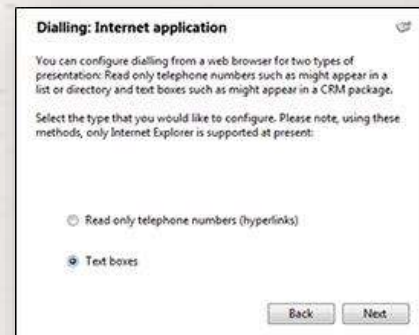 Dialling: Internet application
You can configure dialling from a web browser for two types of
presentation: Read only telephone numbers such as might appear in a
list or directory and text boxes such as might appear in a CRM package.
Select the type that you would like to configure. Please note, using these
methods, only Internet Explorer is supported at present:
Read only telephone numbers (hyperlinks)
Text boxes
Back Next